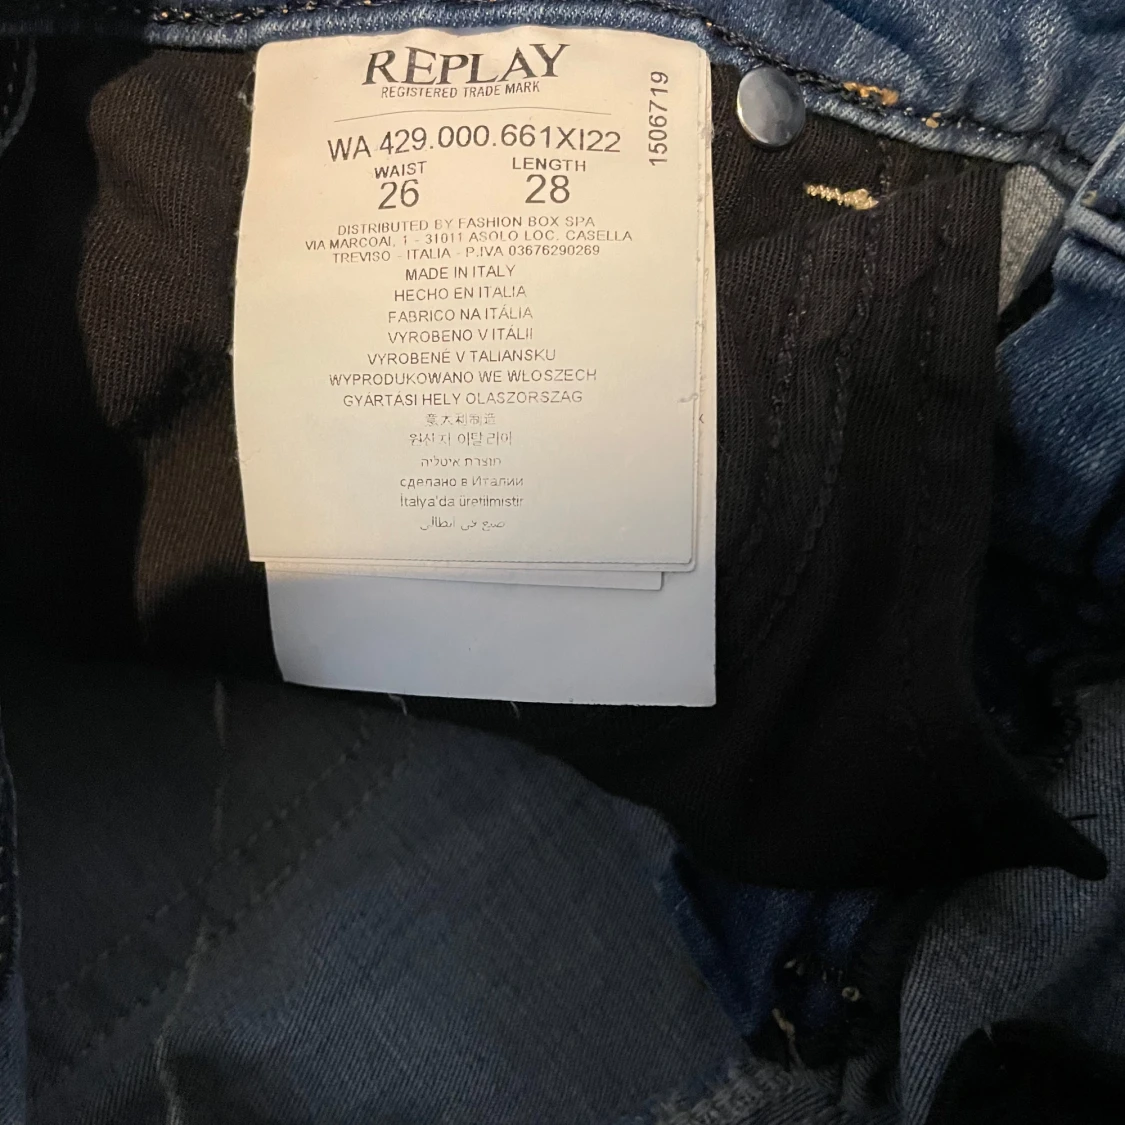 REPLAY
REGISTERED TRADE MARK
1506719
WA 429.000.661XI22
WAIST LENGTH
26 28
DISTRIBUTED BY FASHION BOX SPA
VIA MARCOAI, 1 - 31011 ASOLO LOC. CASELLA
TREVISO - ITALIA - P.IVA 03676290269
MADE IN ITALY
HECHO EN ITALIA
FABRICO NA ITÁLIA
VYROBENO V ITÁLII
VYROBENÉ V TALIANSKU
WYPRODUKOWANO WE WLOSZECH
GYÁRTÁSI HELY OLASZORSZAG
意大利制造
원산지 이탈리아
תוצרת איטליה
сделано в Италии
İtalya'da üretilmistir
صنع في ايطاليا